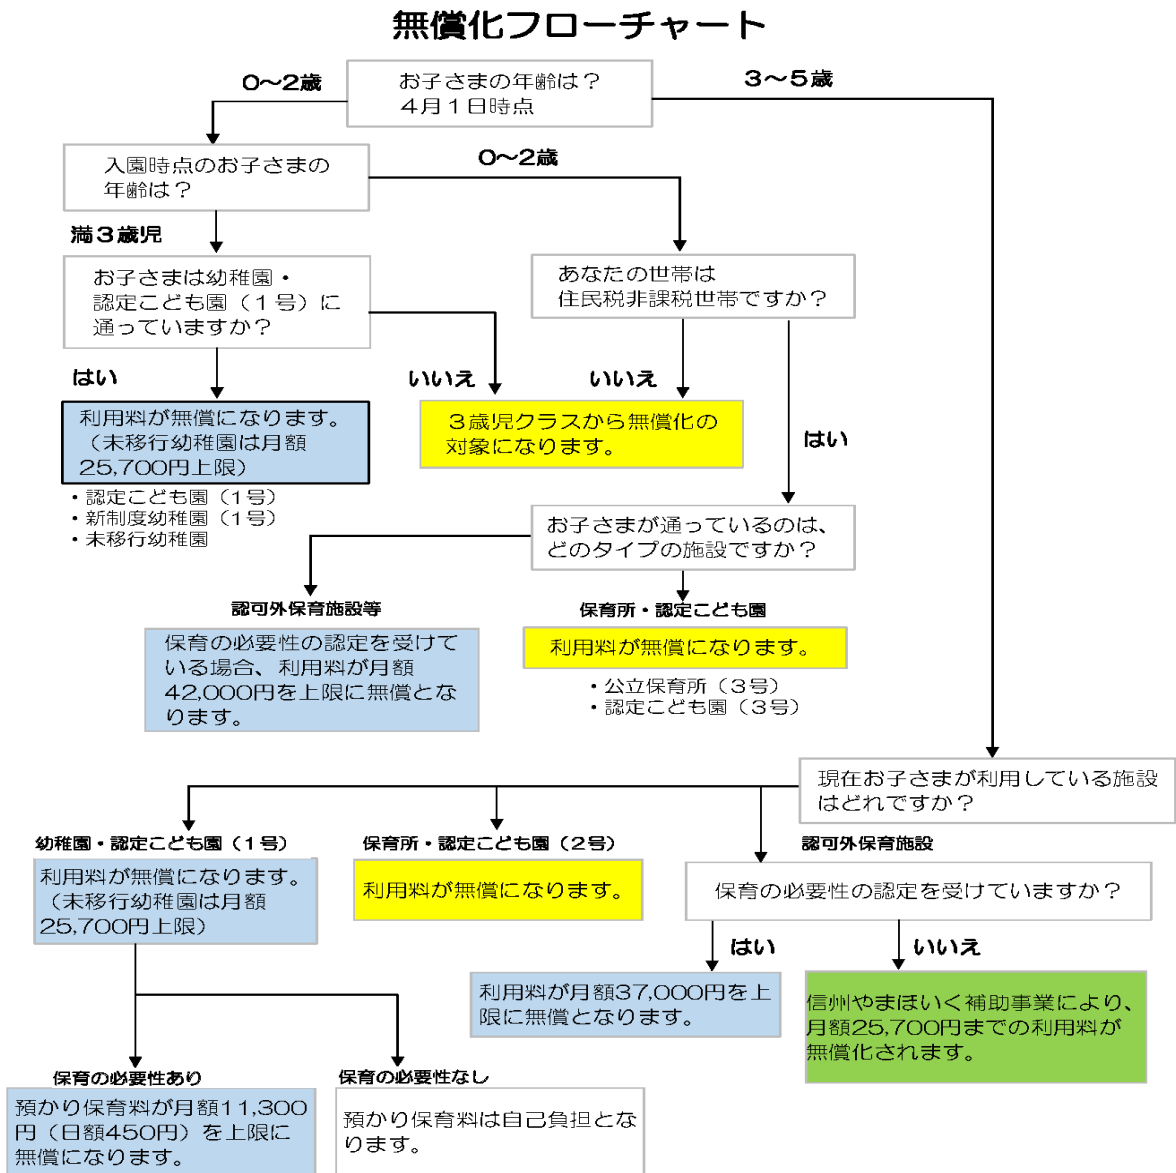 無償化フローチャート
0～2歳
お子さまの年齢は？
4月1日時点
3～5歳
入園時点のお子さまの
年齢は？
0～2歳
満3歳児
お子さまは幼稚園・
認定こども園（1号）に
通っていますか？
あなたの世帯は
住民税非課税世帯ですか？
はい
いいえ
いいえ
はい
利用料が無償になります。
（未移行幼稚園は月額
25,700円上限）
・認定こども園（1号）
・新制度幼稚園（1号）
・未移行幼稚園
3歳児クラスから無償化の
対象になります。
お子さまが通っているのは、
どのタイプの施設ですか？
認可外保育施設等
保育の必要性の認定を受けて
いる場合、利用料が月額
42,000円を上限に無償とな
ります。
保育所・認定こども園
利用料が無償になります。
・公立保育所（3号）
・認定こども園（3号）
現在お子さまが利用している施設
はどれですか？
幼稚園・認定こども園（1号）
利用料が無償になります。
（未移行幼稚園は月額
25,700円上限）
保育所・認定こども園（2号）
利用料が無償になります。
認可外保育施設
保育の必要性の認定を受けていますか？
はい
いいえ
利用料が月額37,000円を上
限に無償となります。
信州やまほいく補助事業により、
月額25,700円までの利用料が
無償化されます。
保育の必要性あり
預かり保育料が月額11,300
円（日額450円）を上限に
無償になります。
保育の必要性なし
預かり保育料は自己負担とな
ります。